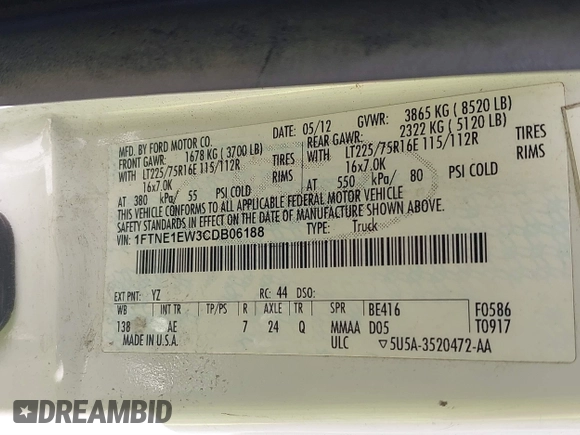 MFD. BY FORD MOTOR CO.
DATE: 05/12 GVWR: 3865 KG ( 8520 LB)
FRONT GAWR: 1678 KG ( 3700 LB) REAR GAWR: 2322 KG ( 5120 LB)
WITH LT225/75R16E 115/112R TIRES WITH LT225/75R16E 115/112R TIRES
16x7.0K RIMS 16x7.0K RIMS
AT 380 kPa/ 55 PSI COLD AT 550 kPa/ 80 PSI COLD
THIS VEHICLE CONFORMS TO ALL APPLICABLE FEDERAL MOTOR VEHICLE
SAFETY STANDARDS IN EFFECT ON THE DATE OF MANUFACTURE SHOWN ABOVE.
VIN: 1FTNE1EW3CDB06188 TYPE: Truck
EXT PNT: YZ RC: 44 DSO:
WB INT TR TP/PS R AXLE TR SPR BE416 F0586
138 AE 7 24 Q MMAA D05 T0917
MADE IN U.S.A. ULC ▽5U5A-3520472-AA
DREAMBID